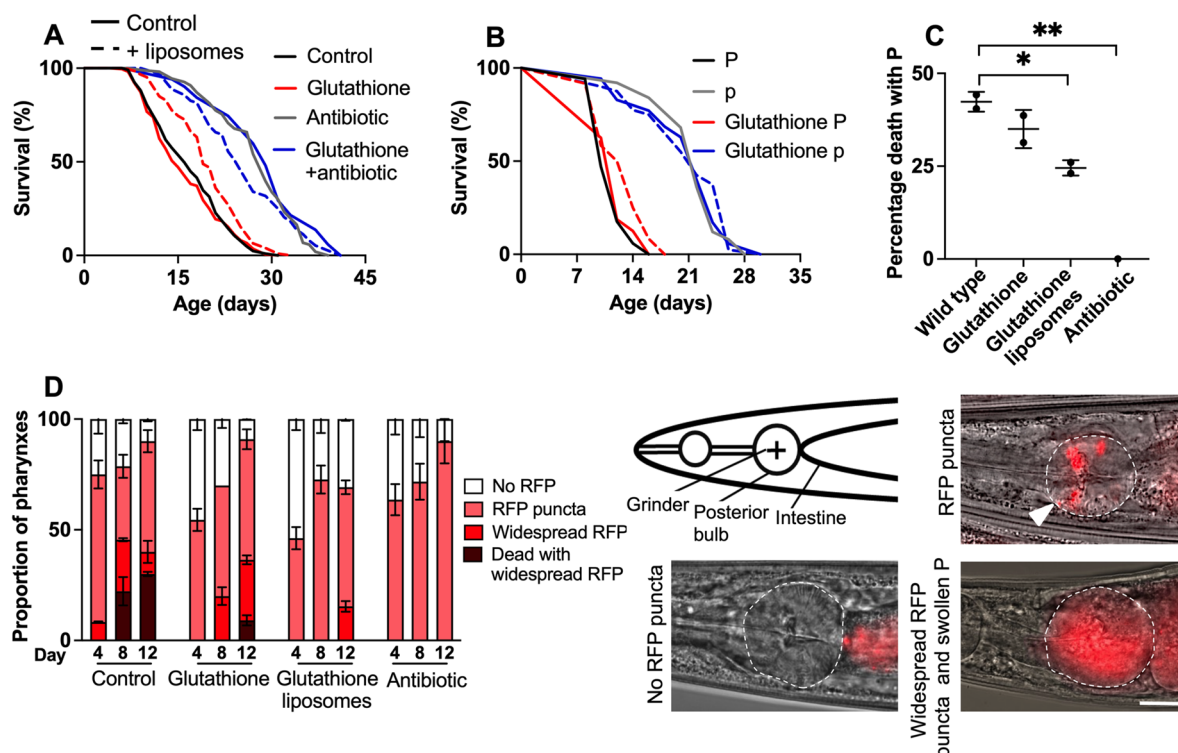 A
Control
+ liposomes
Control
Glutathione
Antibiotic
Glutathione
+antibiotic
Survival (%)
100
50
0
0 15 30 45
Age (days)
B
P
p
Glutathione P
Glutathione p
Survival (%)
100
50
0
0 7 14 21 28 35
Age (days)
C
**
*
Percentage death with P
50
25
0
Wild type
Glutathione
Glutathione
liposomes
Antibiotic
D
Proportion of pharynxes
100
50
0
Day 4 8 12 4 8 12 4 8 12 4 8 12
Control Glutathione Glutathione
liposomes Antibiotic
No RFP
RFP puncta
Widespread RFP
Dead with
widespread RFP
Grinder
Posterior
bulb
Intestine
RFP puncta
No RFP puncta
Widespread RFP
puncta and swollen P